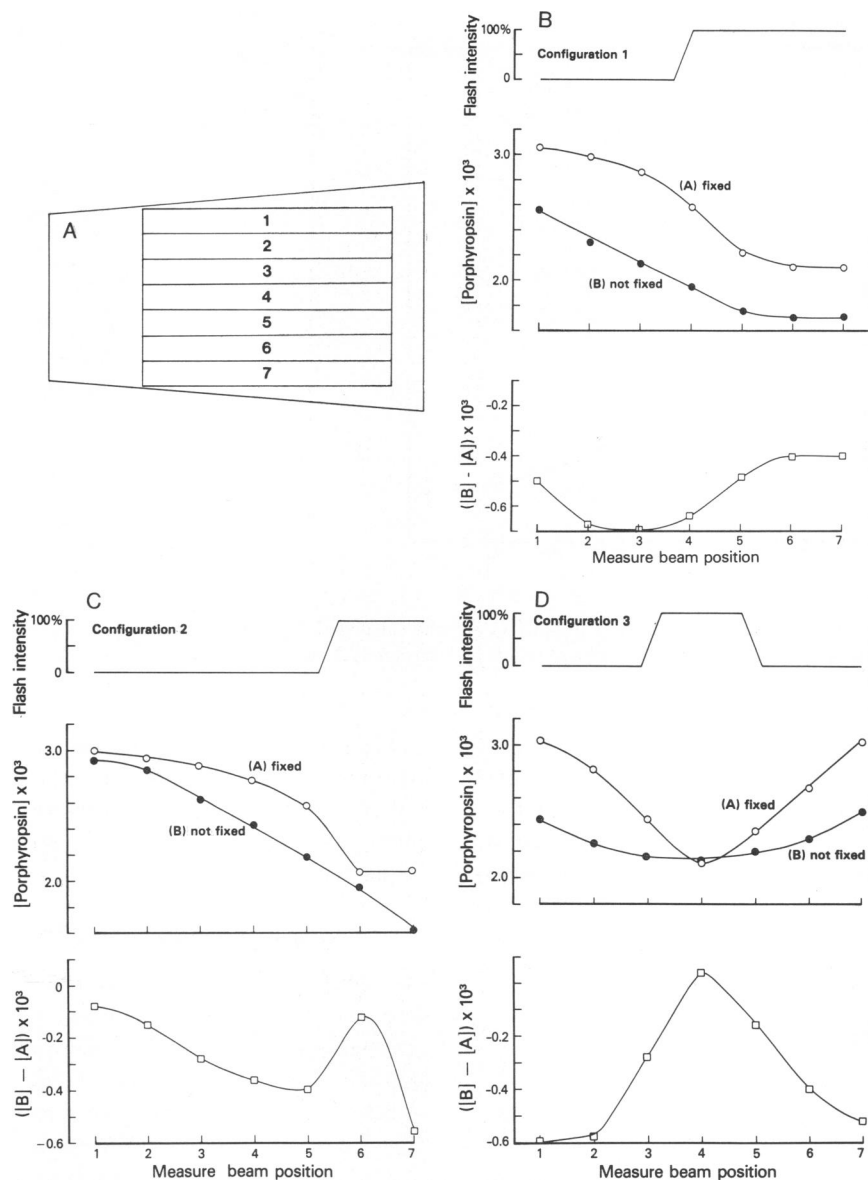 A
1
2
3
4
5
6
7
B
Flash intensity
100%
0
Configuration 1
[Porphyropsin] x 10³
3.0
2.0
(A) fixed
(B) not fixed
([B] - [A]) x 10³
-0.2
-0.4
-0.6
1 2 3 4 5 6 7
Measure beam position
C
Flash intensity
100%
0
Configuration 2
[Porphyropsin] x 10³
3.0
2.0
(A) fixed
(B) not fixed
([B] — [A]) x 10³
0
-0.2
-0.4
-0.6
1 2 3 4 5 6 7
Measure beam position
D
Flash intensity
100%
0
Configuration 3
[Porphyropsin] x 10³
3.0
2.0
(A) fixed
(B) not fixed
([B] — [A]) x 10³
-0.2
-0.4
-0.6
1 2 3 4 5 6 7
Measure beam position